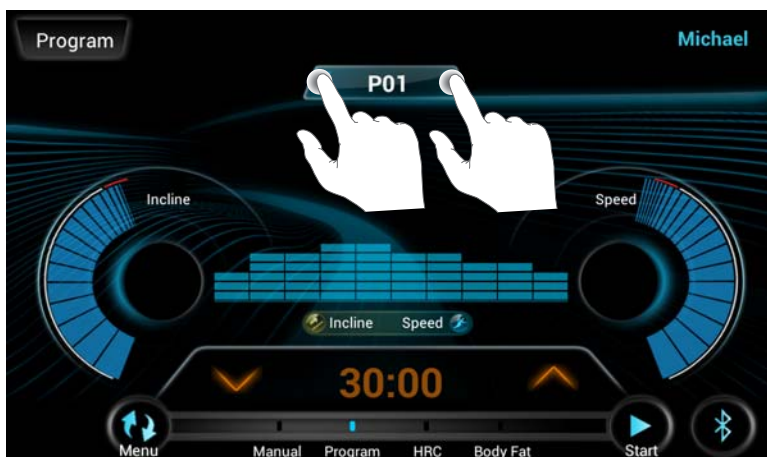 Program
Michael
P01
Incline
Speed
Incline Speed
30:00
Menu Manual Program HRC Body Fat Start